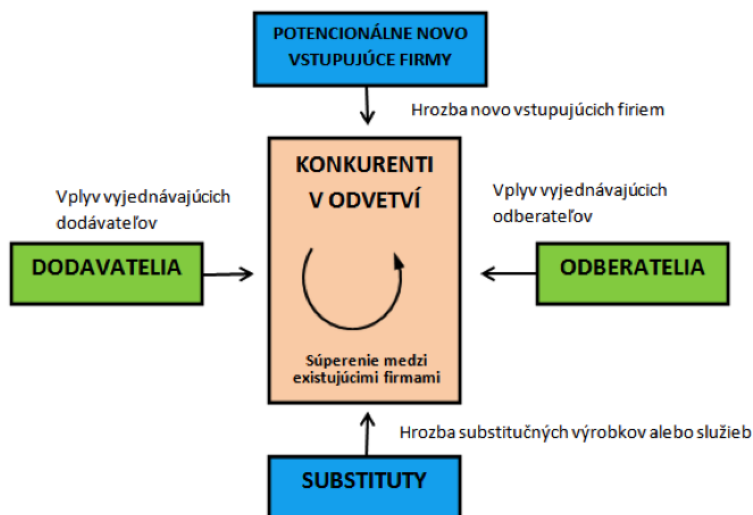 POTENCIONÁLNE NOVO
VSTUPUJÚCE FIRMY
Hrozba novo vstupujúcich firiem
KONKURENTI
V ODVETVÍ
Vplyv vyjednávajúcich
dodávateľov
Vplyv vyjednávajúcich
odberateľov
DODAVATELIA
ODBERATELIA
Súperenie medzi
existujúcimi firmami
Hrozba substitučných výrobkov alebo služieb
SUBSTITUTY